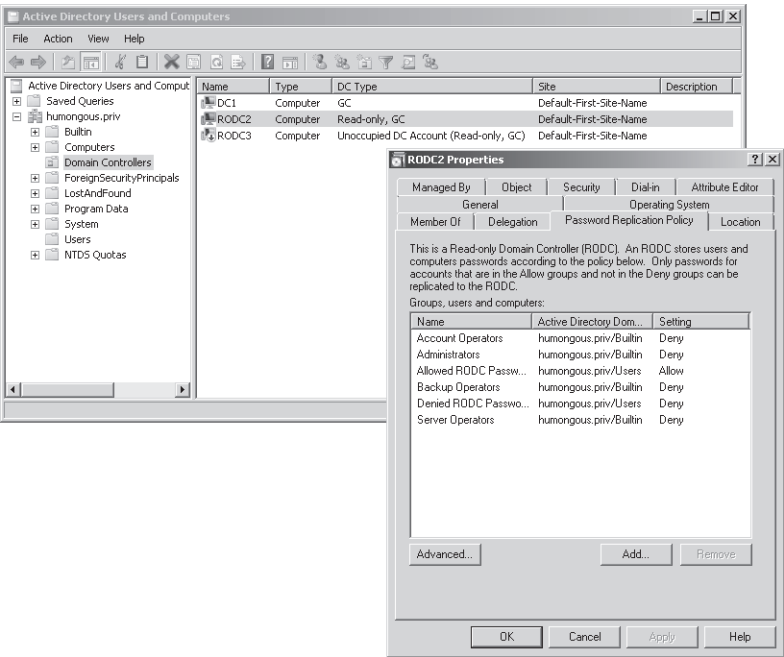 Active Directory Users and Computers
File Action View Help
Active Directory Users and Comput
Saved Queries
humongous.priv
Builtin
Computers
Domain Controllers
ForeignSecurityPrincipals
LostAndFound
Program Data
System
Users
NTDS Quotas
Name Type DC Type Site Description
DC1 Computer GC Default-First-Site-Name
RODC2 Computer Read-only, GC Default-First-Site-Name
RODC3 Computer Unoccupied DC Account (Read-only, GC) Default-First-Site-Name
RODC2 Properties
Managed By Object Security Dial-in Attribute Editor
General Operating System
Member Of Delegation Password Replication Policy Location
This is a Read-only Domain Controller (RODC). An RODC stores users and
computers passwords according to the policy below. Only passwords for
accounts that are in the Allow groups and not in the Deny groups can be
replicated to the RODC.
Groups, users and computers:
Name Active Directory Dom... Setting
Account Operators humongous.priv/Builtin Deny
Administrators humongous.priv/Builtin Deny
Allowed RODC Passw... humongous.priv/Users Allow
Backup Operators humongous.priv/Builtin Deny
Denied RODC Passwo... humongous.priv/Users Deny
Server Operators humongous.priv/Builtin Deny
Advanced... Add... Remove
OK Cancel Apply Help